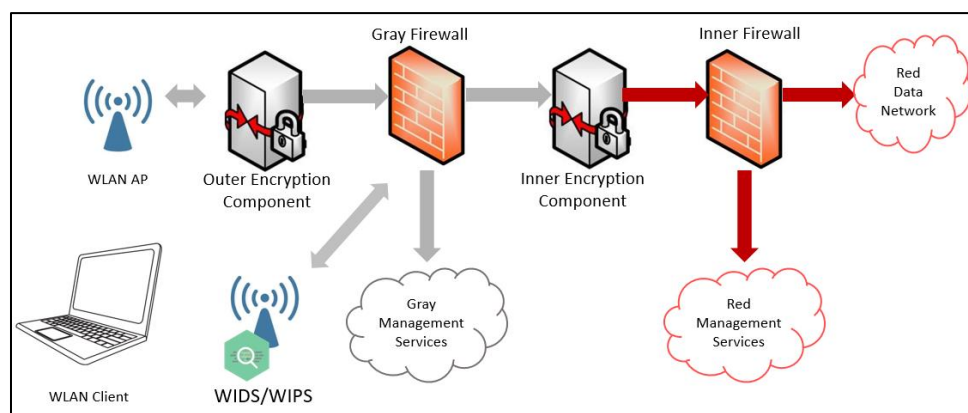 Gray Firewall
Inner Firewall
Red
Data
Network
WLAN AP
Outer Encryption
Component
Inner Encryption
Component
Gray
Management
Services
Red
Management
Services
WLAN Client
WIDS/WIPS